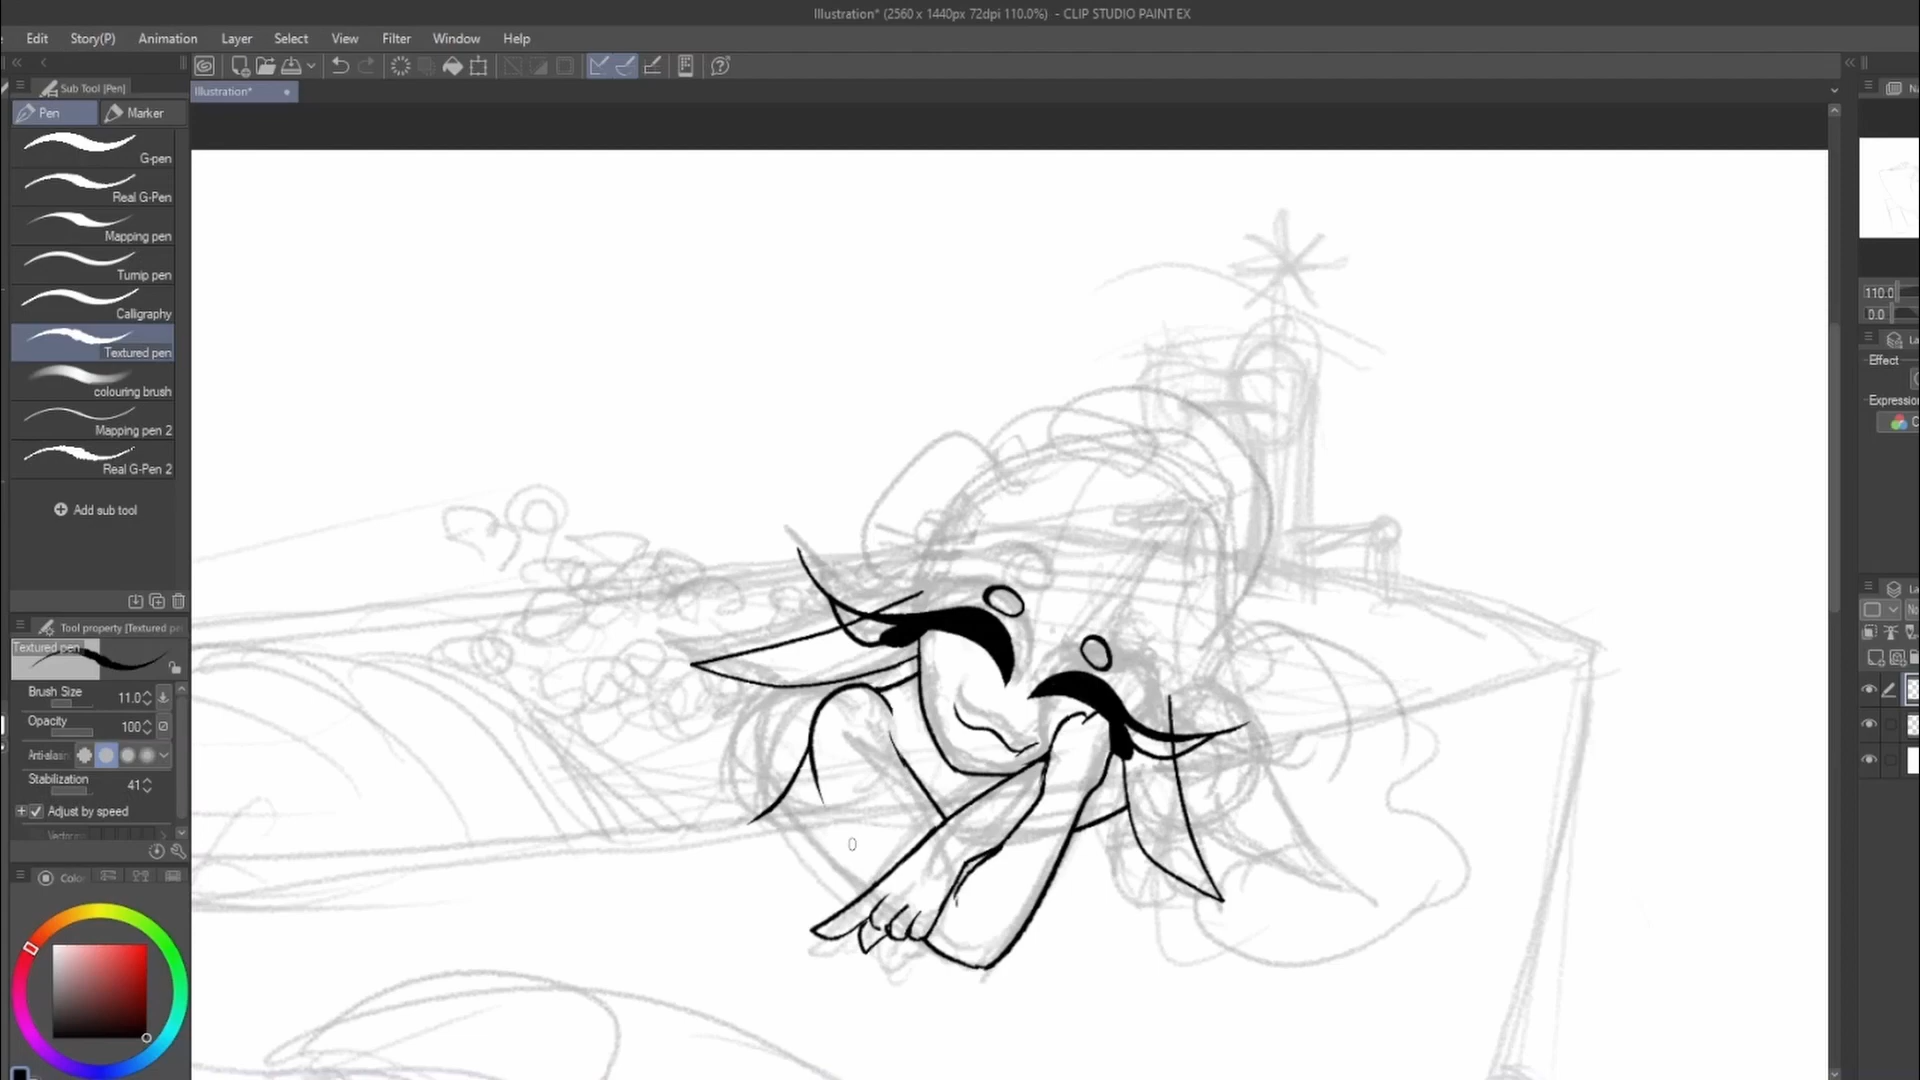 Illustration* (2560 x 1440px 72dpi 110.0%) - CLIP STUDIO PAINT EX
Edit Story(P) Animation Layer Select View Filter Window Help
Sub Tool [Pen]
Illustration*
Pen Marker
G-pen
Real G-Pen
Mapping pen
Turnip pen
Calligraphy
Textured pen
colouring brush
Mapping pen 2
Real G-Pen 2
Add sub tool
Tool property [Textured pe
Textured pen
Brush Size 11.0
Opacity 100
Anti-alias
Stabilization 41
Adjust by speed
Color
110.0
0.0
Effect
Expression